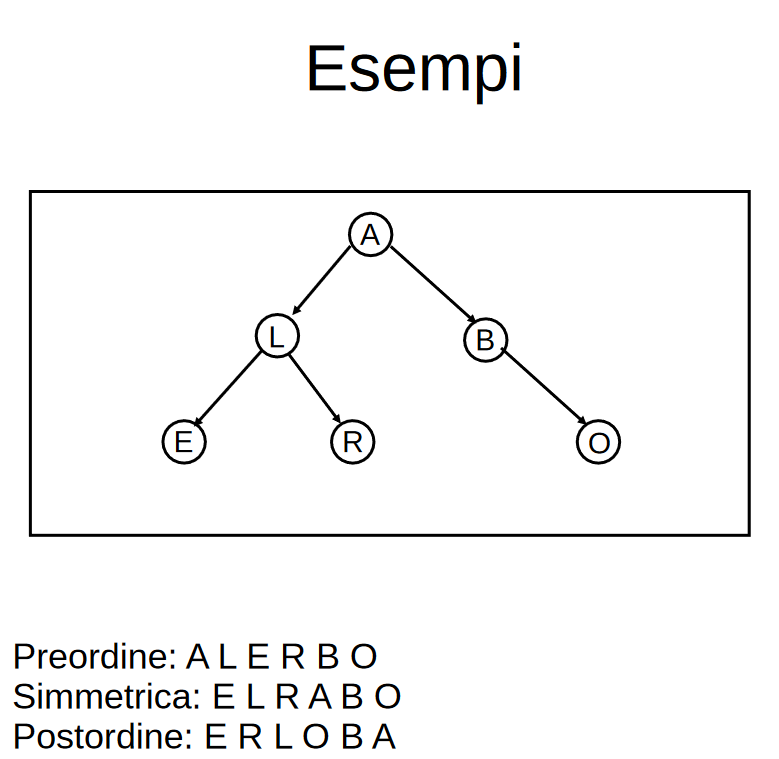 Esempi
A
L
B
E
R
O
Preordine: A L E R B O
Simmetrica: E L R A B O
Postordine: E R L O B A